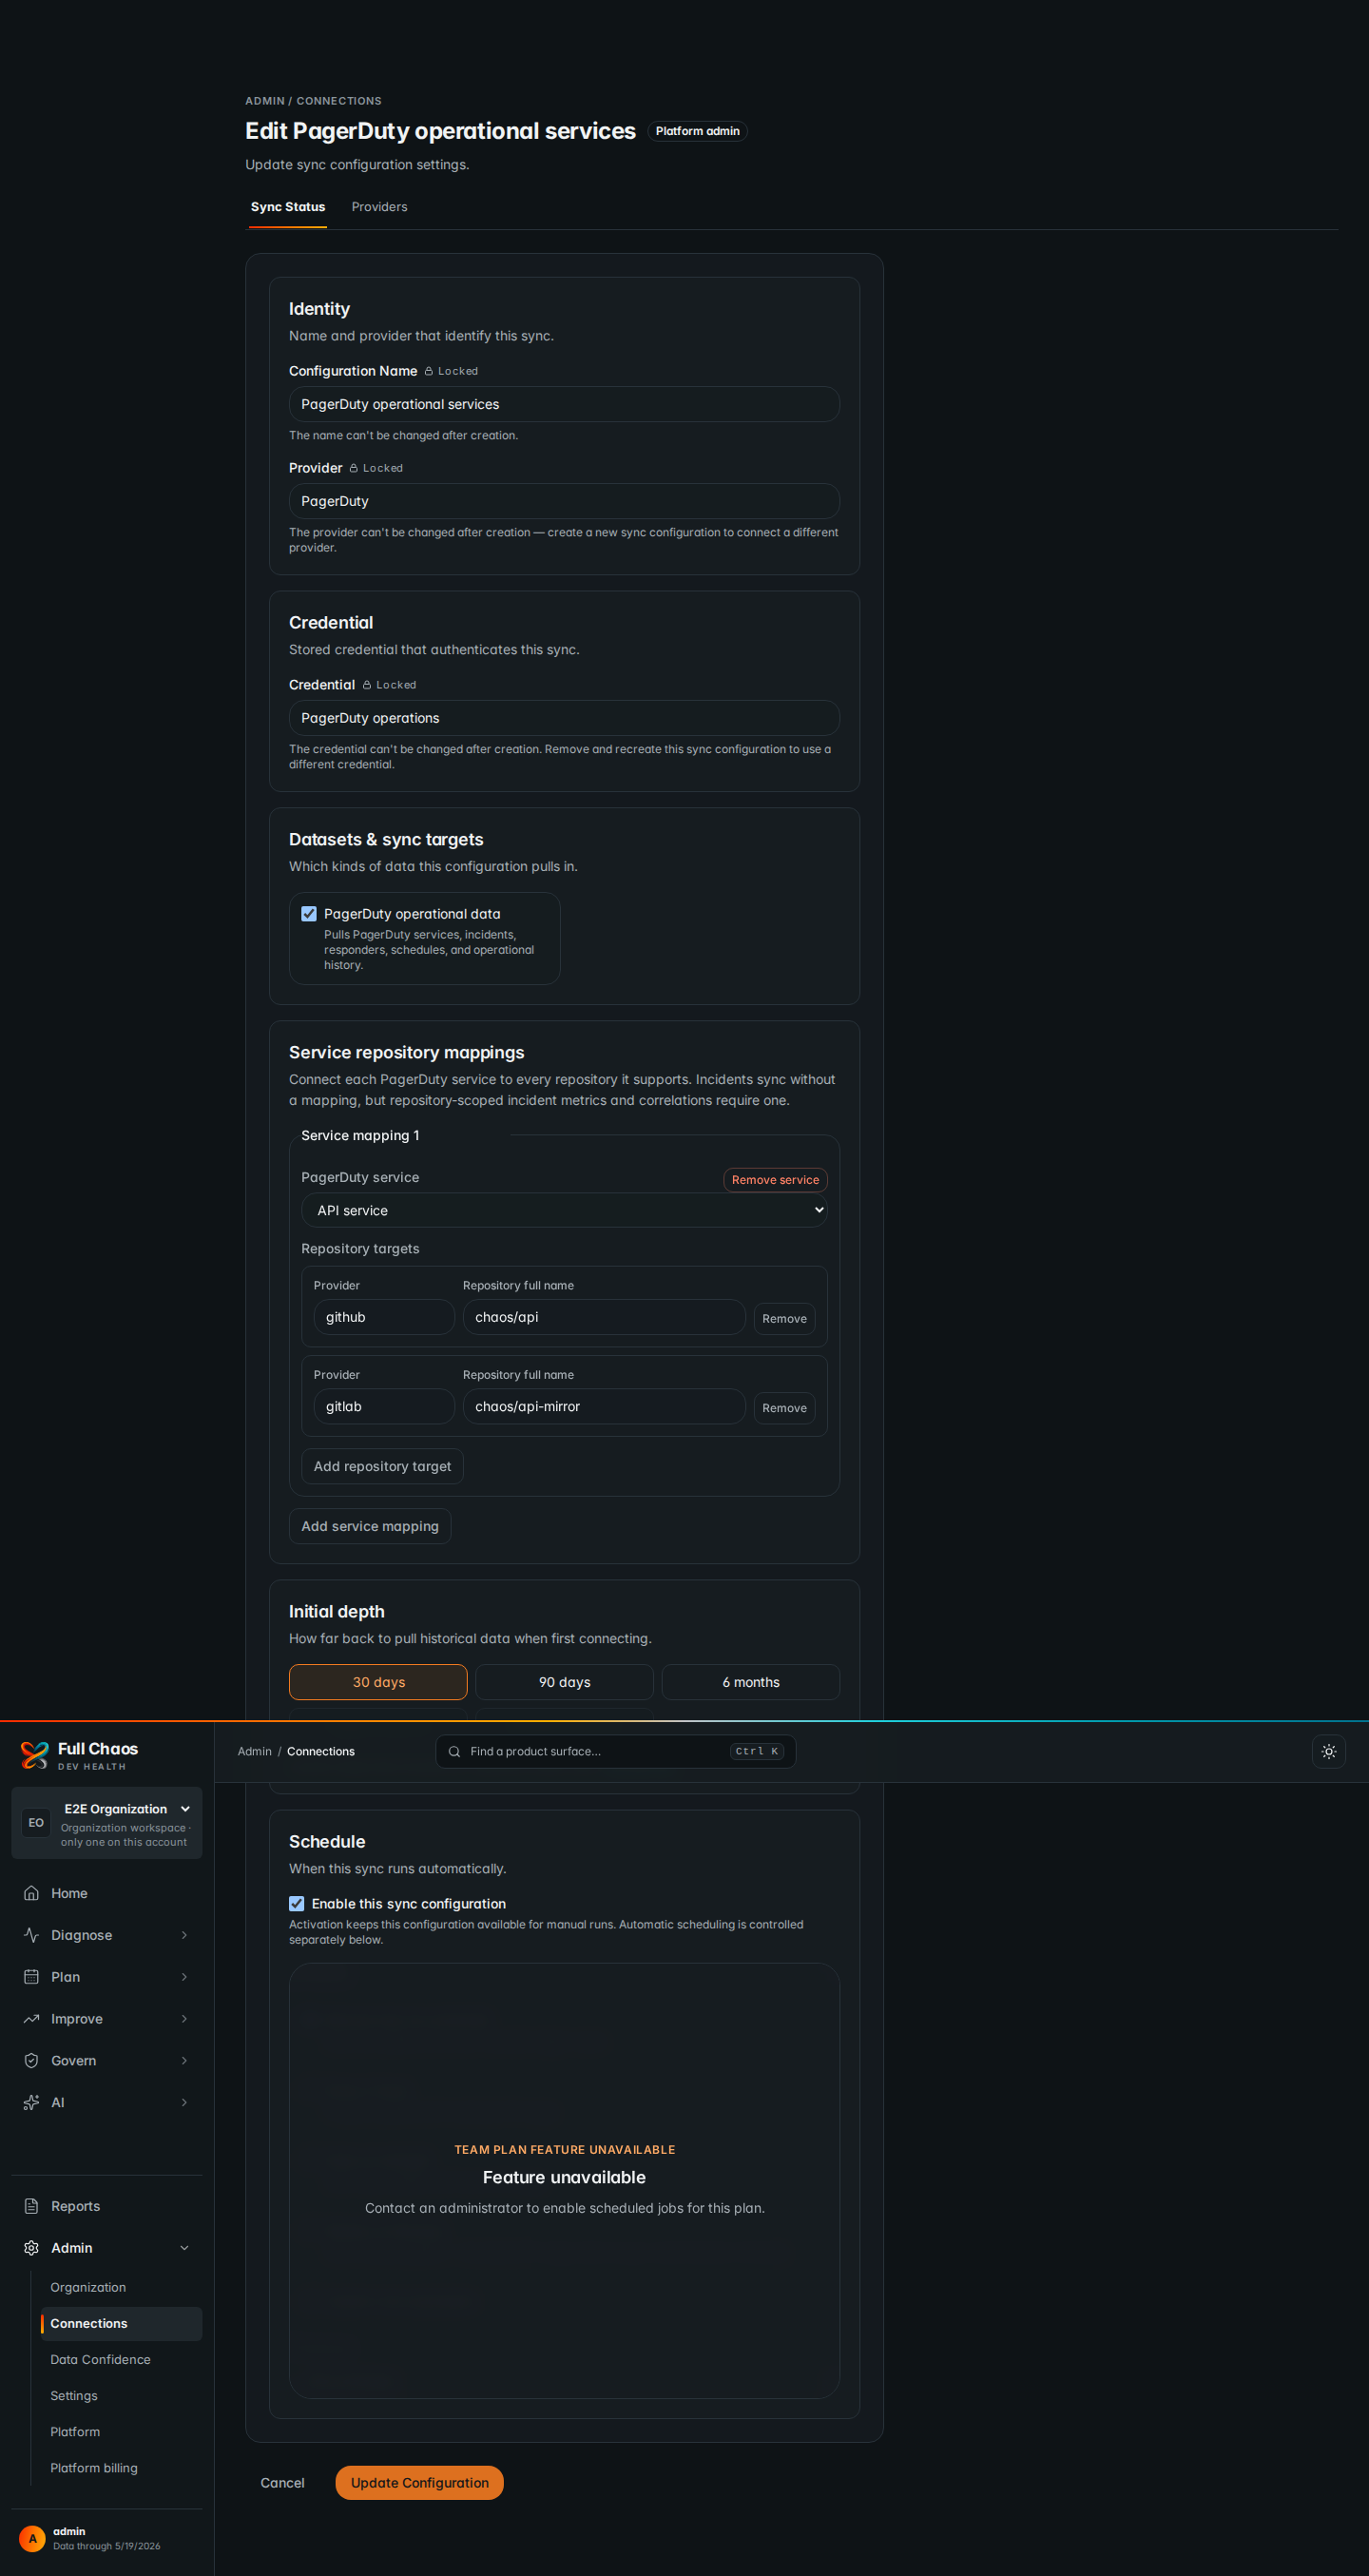 ADMIN / CONNECTIONS
Edit PagerDuty operational services
Platform admin
Update sync configuration settings.
Sync Status
Providers
Identity
Name and provider that identify this sync.
Configuration Name
Locked
PagerDuty operational services
The name can't be changed after creation.
Provider
Locked
PagerDuty
The provider can't be changed after creation — create a new sync configuration to connect a different
provider.
Credential
Stored credential that authenticates this sync.
Credential
Locked
PagerDuty operations
The credential can't be changed after creation. Remove and recreate this sync configuration to use a
different credential.
Datasets & sync targets
Which kinds of data this configuration pulls in.
PagerDuty operational data
Pulls PagerDuty services, incidents,
responders, schedules, and operational
history.
Service repository mappings
Connect each PagerDuty service to every repository it supports. Incidents sync without
a mapping, but repository-scoped incident metrics and correlations require one.
Service mapping 1
PagerDuty service
Remove service
API service
Repository targets
Provider
Repository full name
github
chaos/api
Remove
Provider
Repository full name
gitlab
chaos/api-mirror
Remove
Add repository target
Add service mapping
Initial depth
How far back to pull historical data when first connecting.
30 days
90 days
6 months
Full Chaos
DEV HEALTH
Admin / Connections
Find a product surface...
Ctrl K
EO
E2E Organization
Organization workspace ·
only one on this account
Home
Diagnose
Plan
Improve
Govern
AI
Reports
Admin
Organization
Connections
Data Confidence
Settings
Platform
Platform billing
A
admin
Data through 5/19/2026
Schedule
When this sync runs automatically.
Enable this sync configuration
Activation keeps this configuration available for manual runs. Automatic scheduling is controlled
separately below.
TEAM PLAN FEATURE UNAVAILABLE
Feature unavailable
Contact an administrator to enable scheduled jobs for this plan.
Cancel
Update Configuration